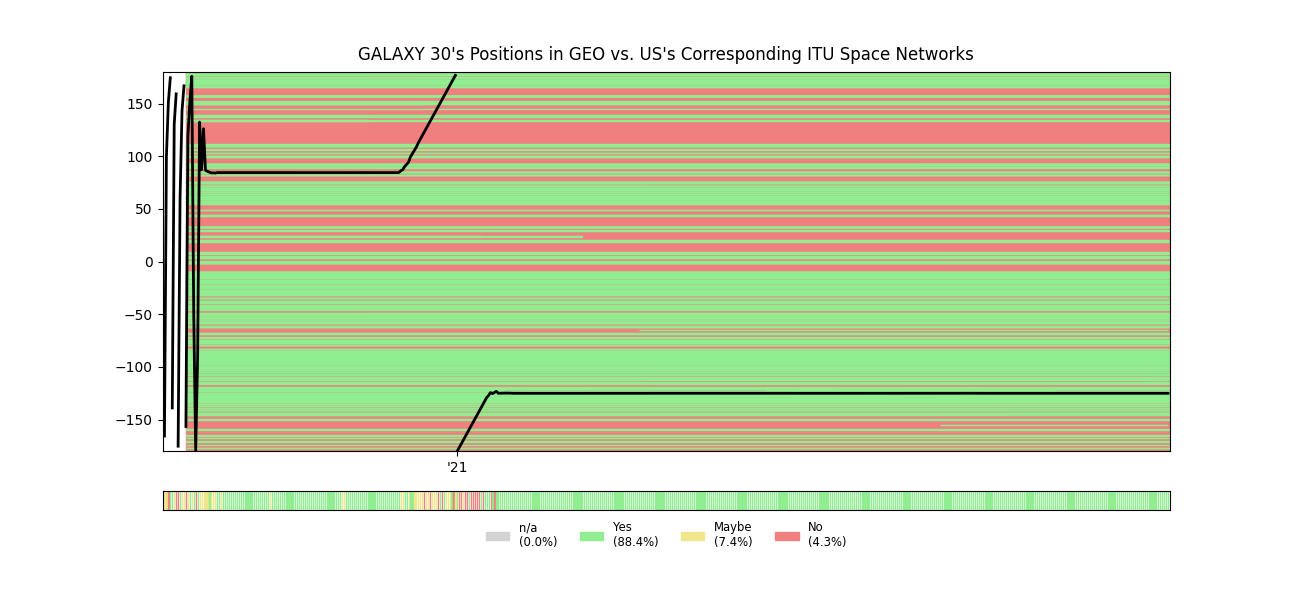 GALAXY 30's Positions in GEO vs. US's Corresponding ITU Space Networks
150
100
50
0
−50
−100
−150
'21
n/a
(0.0%)
Yes
(88.4%)
Maybe
(7.4%)
No
(4.3%)